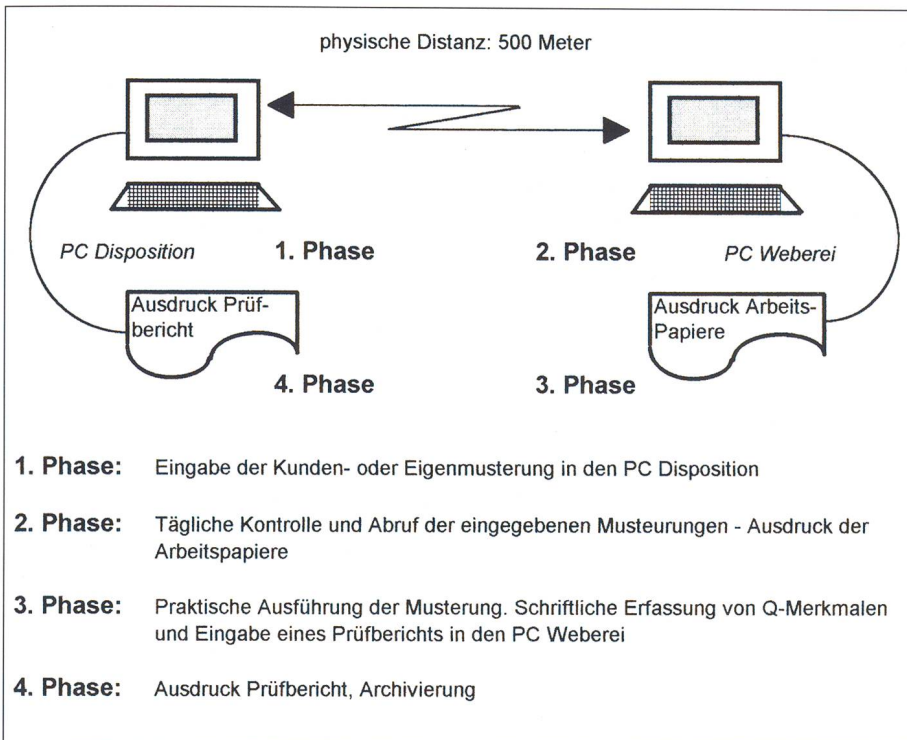 physische Distanz: 500 Meter
PC Disposition
1. Phase
2. Phase
PC Weberei
Ausdruck Prüf-
bericht
Ausdruck Arbeits-
Papiere
4. Phase
3. Phase
1. Phase: Eingabe der Kunden- oder Eigenmusterung in den PC Disposition
2. Phase: Tägliche Kontrolle und Abruf der eingegebenen Musteurungen - Ausdruck der
Arbeitspapiere
3. Phase: Praktische Ausführung der Musterung. Schriftliche Erfassung von Q-Merkmalen
und Eingabe eines Prüfberichts in den PC Weberei
4. Phase: Ausdruck Prüfbericht, Archivierung